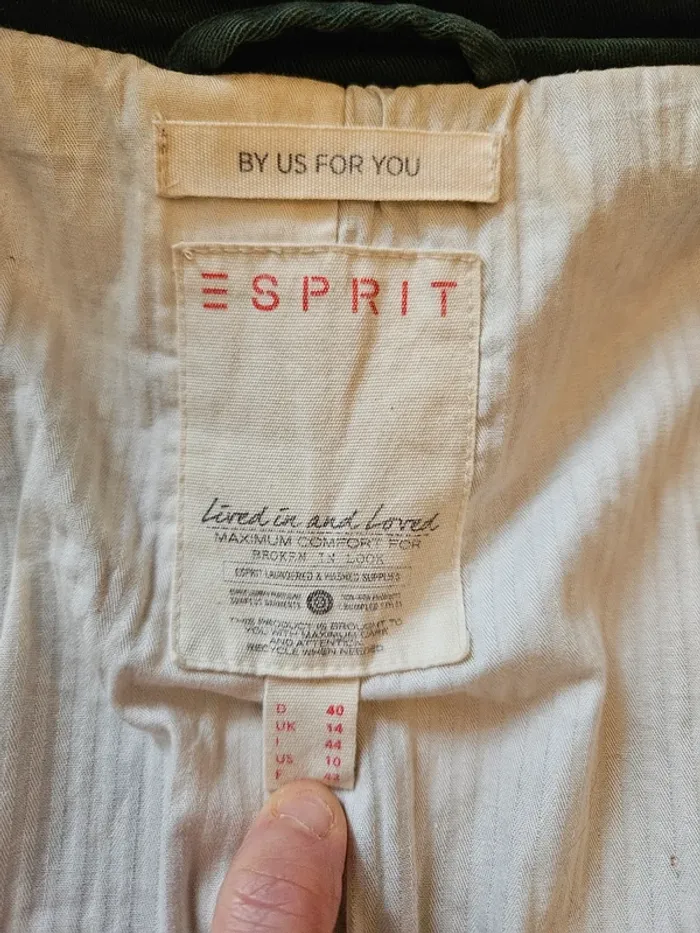 BY US FOR YOU
ESPRIT
Lived in and Loved
MAXIMUM COMFORT FOR
BROKEN IN LOOK
ESPRIT LAUNDERED & WASHED SUPPLIES
THIS PRODUCT IS BROUGHT TO
YOU WITH MAXIMUM CARE
AND ATTENTION
RECYCLE WHEN NEEDED
D 40
UK 14
I 44
US 10
F 42